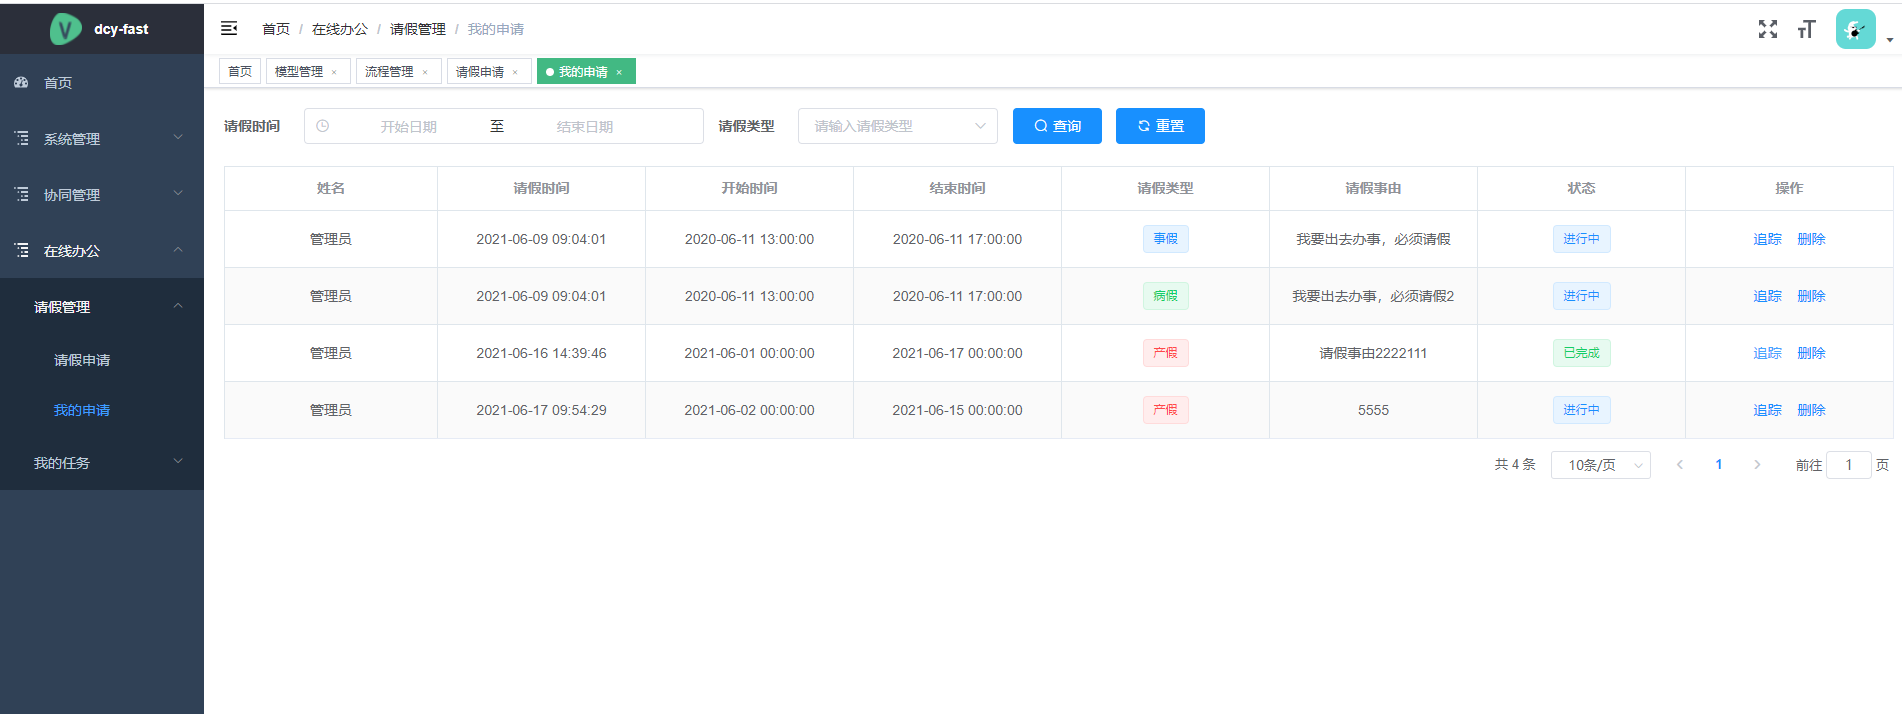 dcy-fast
首页 / 在线办公 / 请假管理 / 我的申请
首页 模型管理 × 流程管理 × 请假申请 × 我的申请 ×
首页
系统管理
协同管理
在线办公
请假管理
请假申请
我的申请
我的任务
请假时间 开始日期 至 结束日期 请假类型 请输入请假类型 查询 重置
姓名 请假时间 开始时间 结束时间 请假类型 请假事由 状态 操作
管理员 2021-06-09 09:04:01 2020-06-11 13:00:00 2020-06-11 17:00:00 事假 我要出去办事，必须请假 进行中 追踪 删除
管理员 2021-06-09 09:04:01 2020-06-11 13:00:00 2020-06-11 17:00:00 病假 我要出去办事，必须请假2 进行中 追踪 删除
管理员 2021-06-16 14:39:46 2021-06-01 00:00:00 2021-06-17 00:00:00 产假 请假事由2222111 已完成 追踪 删除
管理员 2021-06-17 09:54:29 2021-06-02 00:00:00 2021-06-15 00:00:00 产假 5555 进行中 追踪 删除
共 4 条 10条/页 1 前往 1 页